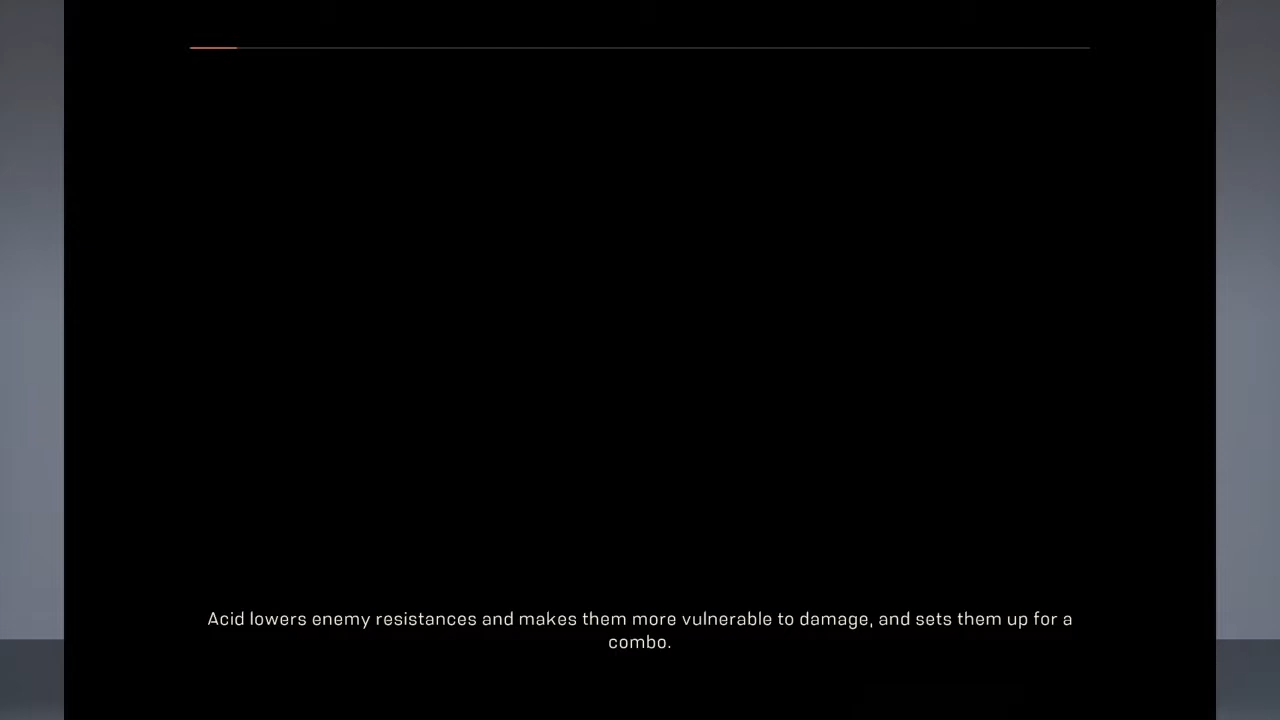 Acid lowers enemy resistances and makes them more vulnerable to damage, and sets them up for a
combo.